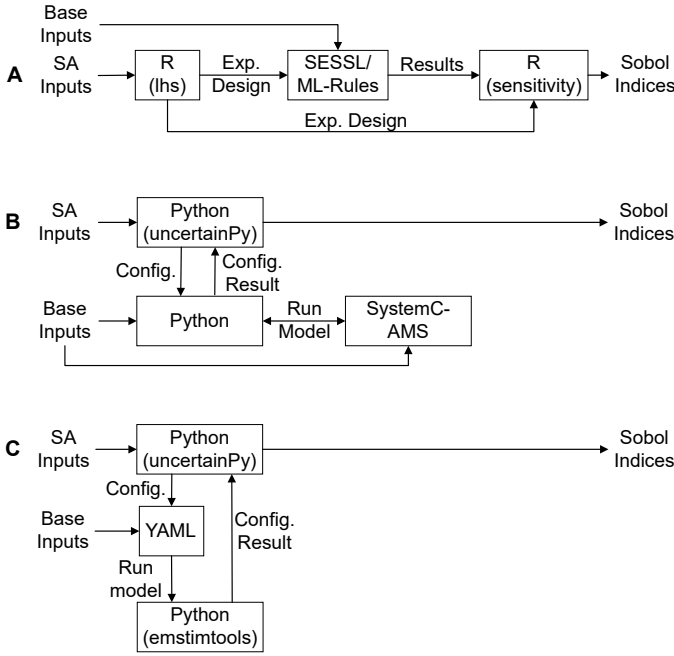 Base
Inputs
A
SA
Inputs
R
(lhs)
Exp.
Design
SESSL/
ML-Rules
Results
R
(sensitivity)
Sobol
Indices
Exp. Design
B
SA
Inputs
Python
(uncertainPy)
Sobol
Indices
Config.
Config.
Result
Base
Inputs
Python
Run
Model
SystemC-
AMS
C
SA
Inputs
Python
(uncertainPy)
Sobol
Indices
Config.
Base
Inputs
YAML
Config.
Result
Run
model
Python
(emstimtools)